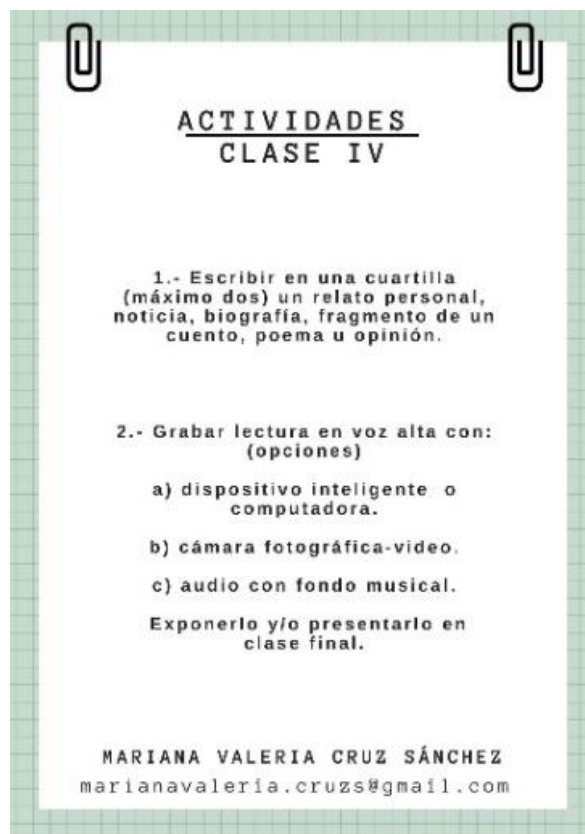 ACTIVIDADES
CLASE IV
1.- Escribir en una cuartilla
(máximo dos) un relato personal,
noticia, biografía, fragmento de un
cuento, poema u opinión.
2.- Grabar lectura en voz alta con:
(opciones)
a) dispositivo inteligente o
computadora.
b) cámara fotográfica-video.
c) audio con fondo musical.
Exponerlo y/o presentarlo en
clase final.
MARIANA VALERIA CRUZ SÁNCHEZ
marianavaleria.cruzs@gmail.com